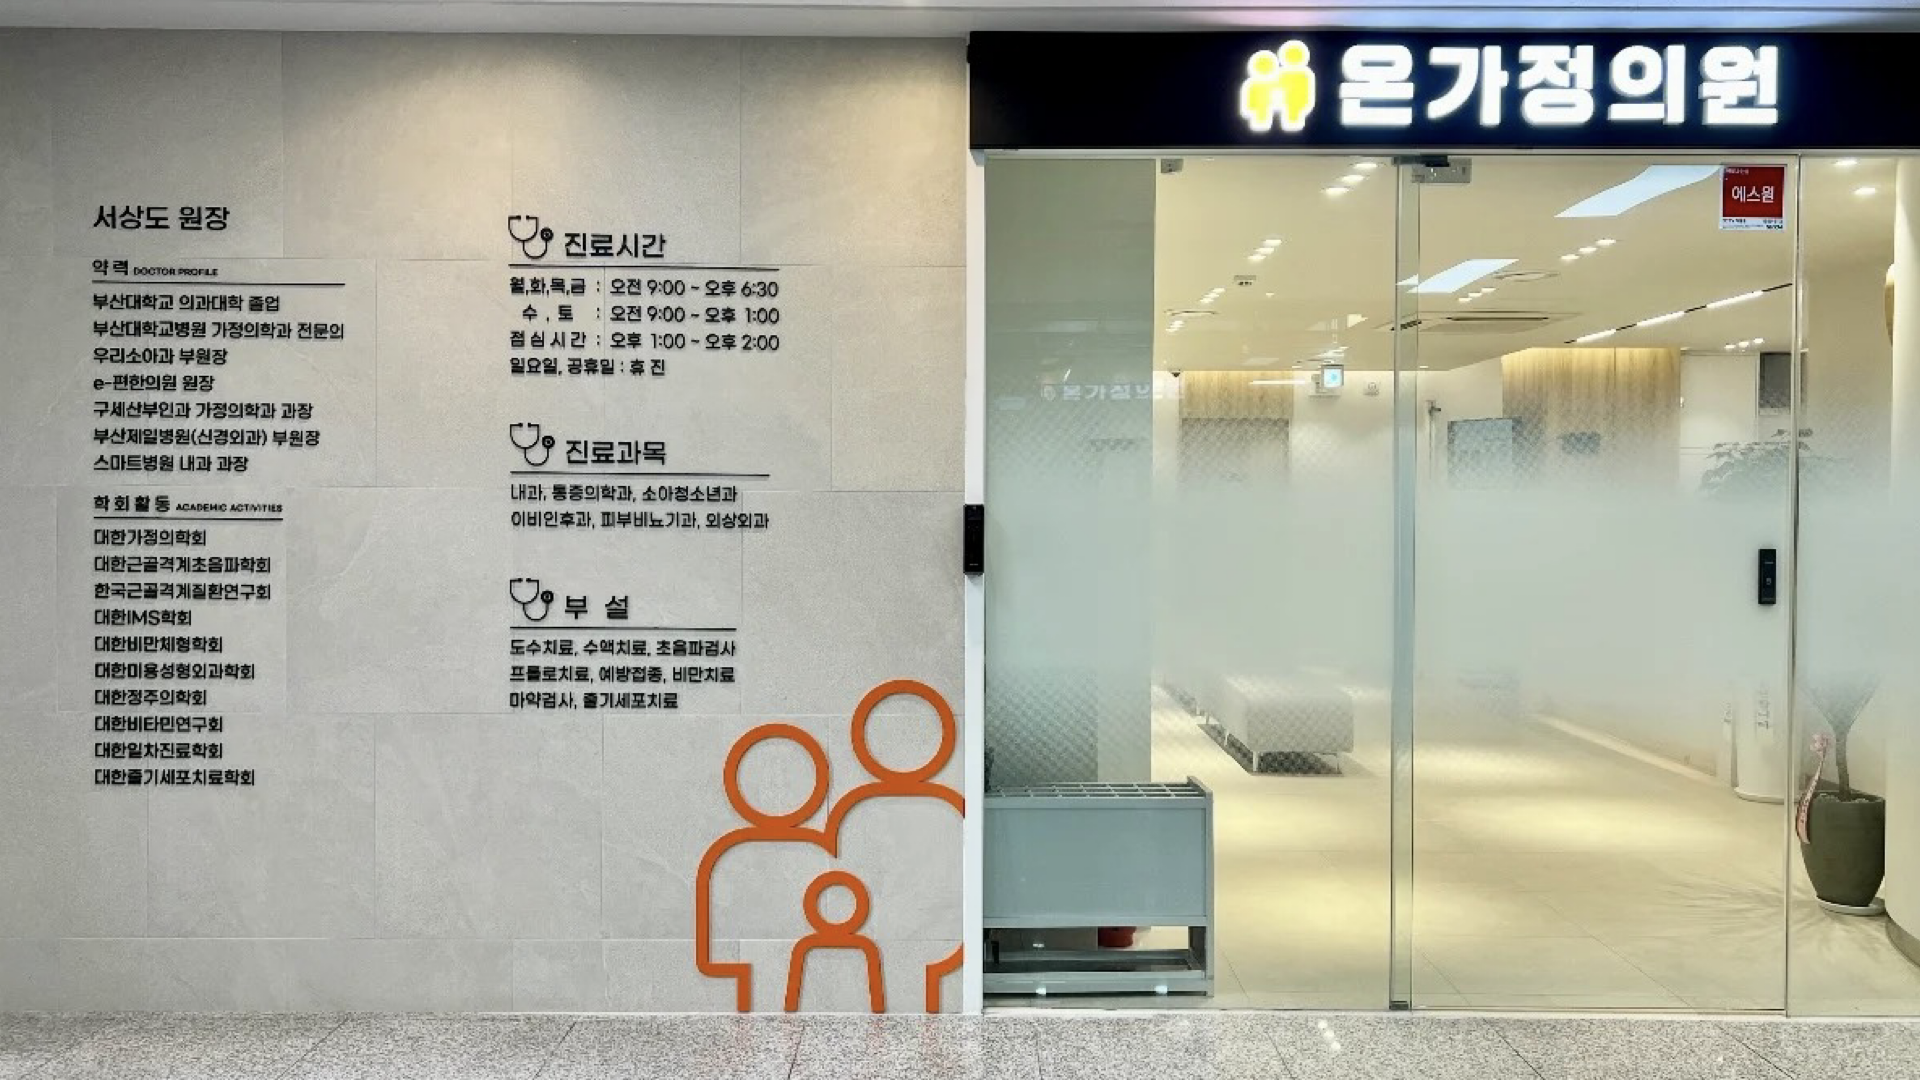 온가정의원
에스원
서상도 원장
약력 DOCTOR PROFILE
부산대학교 의과대학 졸업
부산대학교병원 가정의학과 전문의
우리소아과 부원장
e-편한의원 원장
구세산부인과 가정의학과 과장
부산제일병원(신경외과) 부원장
스마트병원 내과 과장
학회활동 ACADEMIC ACTIVITIES
대한가정의학회
대한근골격계초음파학회
한국근골격계질환연구회
대한IMS학회
대한비만체형학회
대한미용성형외과학회
대한정주의학회
대한비타민연구회
대한일차진료학회
대한줄기세포치료학회
진료시간
월,화,목,금 : 오전 9:00 ~ 오후 6:30
수 , 토 : 오전 9:00 ~ 오후 1:00
점심시간 : 오후 1:00 ~ 오후 2:00
일요일, 공휴일 : 휴 진
진료과목
내과, 통증의학과, 소아청소년과
이비인후과, 피부비뇨기과, 외상외과
부 설
도수치료, 수액치료, 초음파검사
프롤로치료, 예방접종, 비만치료
마약검사, 줄기세포치료